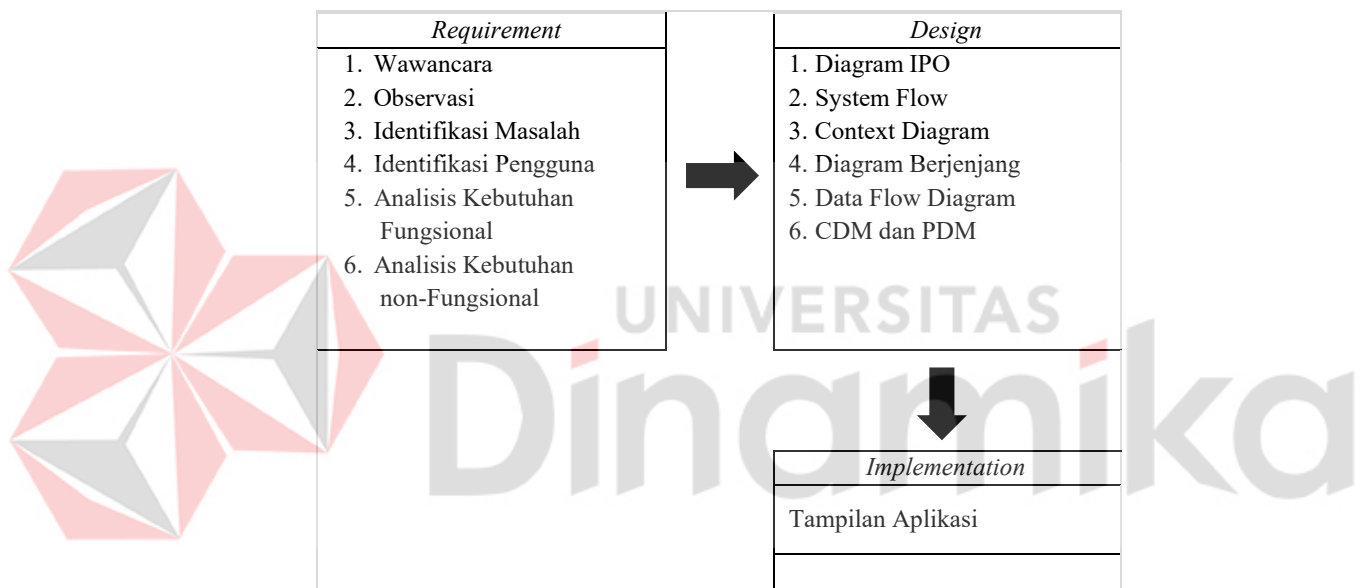 Requirement
1. Wawancara
2. Observasi
3. Identifikasi Masalah
4. Identifikasi Pengguna
5. Analisis Kebutuhan
Fungsional
6. Analisis Kebutuhan
non-Fungsional
Design
1. Diagram IPO
2. System Flow
3. Context Diagram
4. Diagram Berjenjang
5. Data Flow Diagram
6. CDM dan PDM
Implementation
Tampilan Aplikasi
UNIVERSITAS
Dinamika